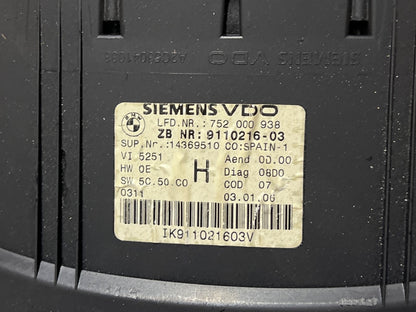 SIEMENS VDO
SIEMENS VDO
LFD.NR.: 752 000 938
ZB NR: 9110216-03
SUP.Nr.:14369510 CO:SPAIN-1
VI 5251 Aend 0D.00
HW 0E H Diag 08D0
SW 5C.50.C0 COD 07
0311 03.01.06
IK911021603V